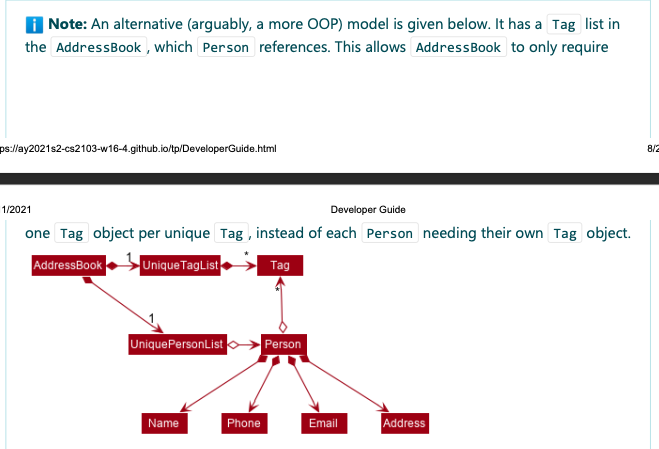 i Note: An alternative (arguably, a more OOP) model is given below. It has a Tag list in
the AddressBook , which Person references. This allows AddressBook to only require
ps://ay2021s2-cs2103-w16-4.github.io/tp/DeveloperGuide.html 8/2
1/2021 Developer Guide
one Tag object per unique Tag , instead of each Person needing their own Tag object.
AddressBook 1 UniqueTagList * Tag
*
1
UniquePersonList Person
Name Phone Email Address